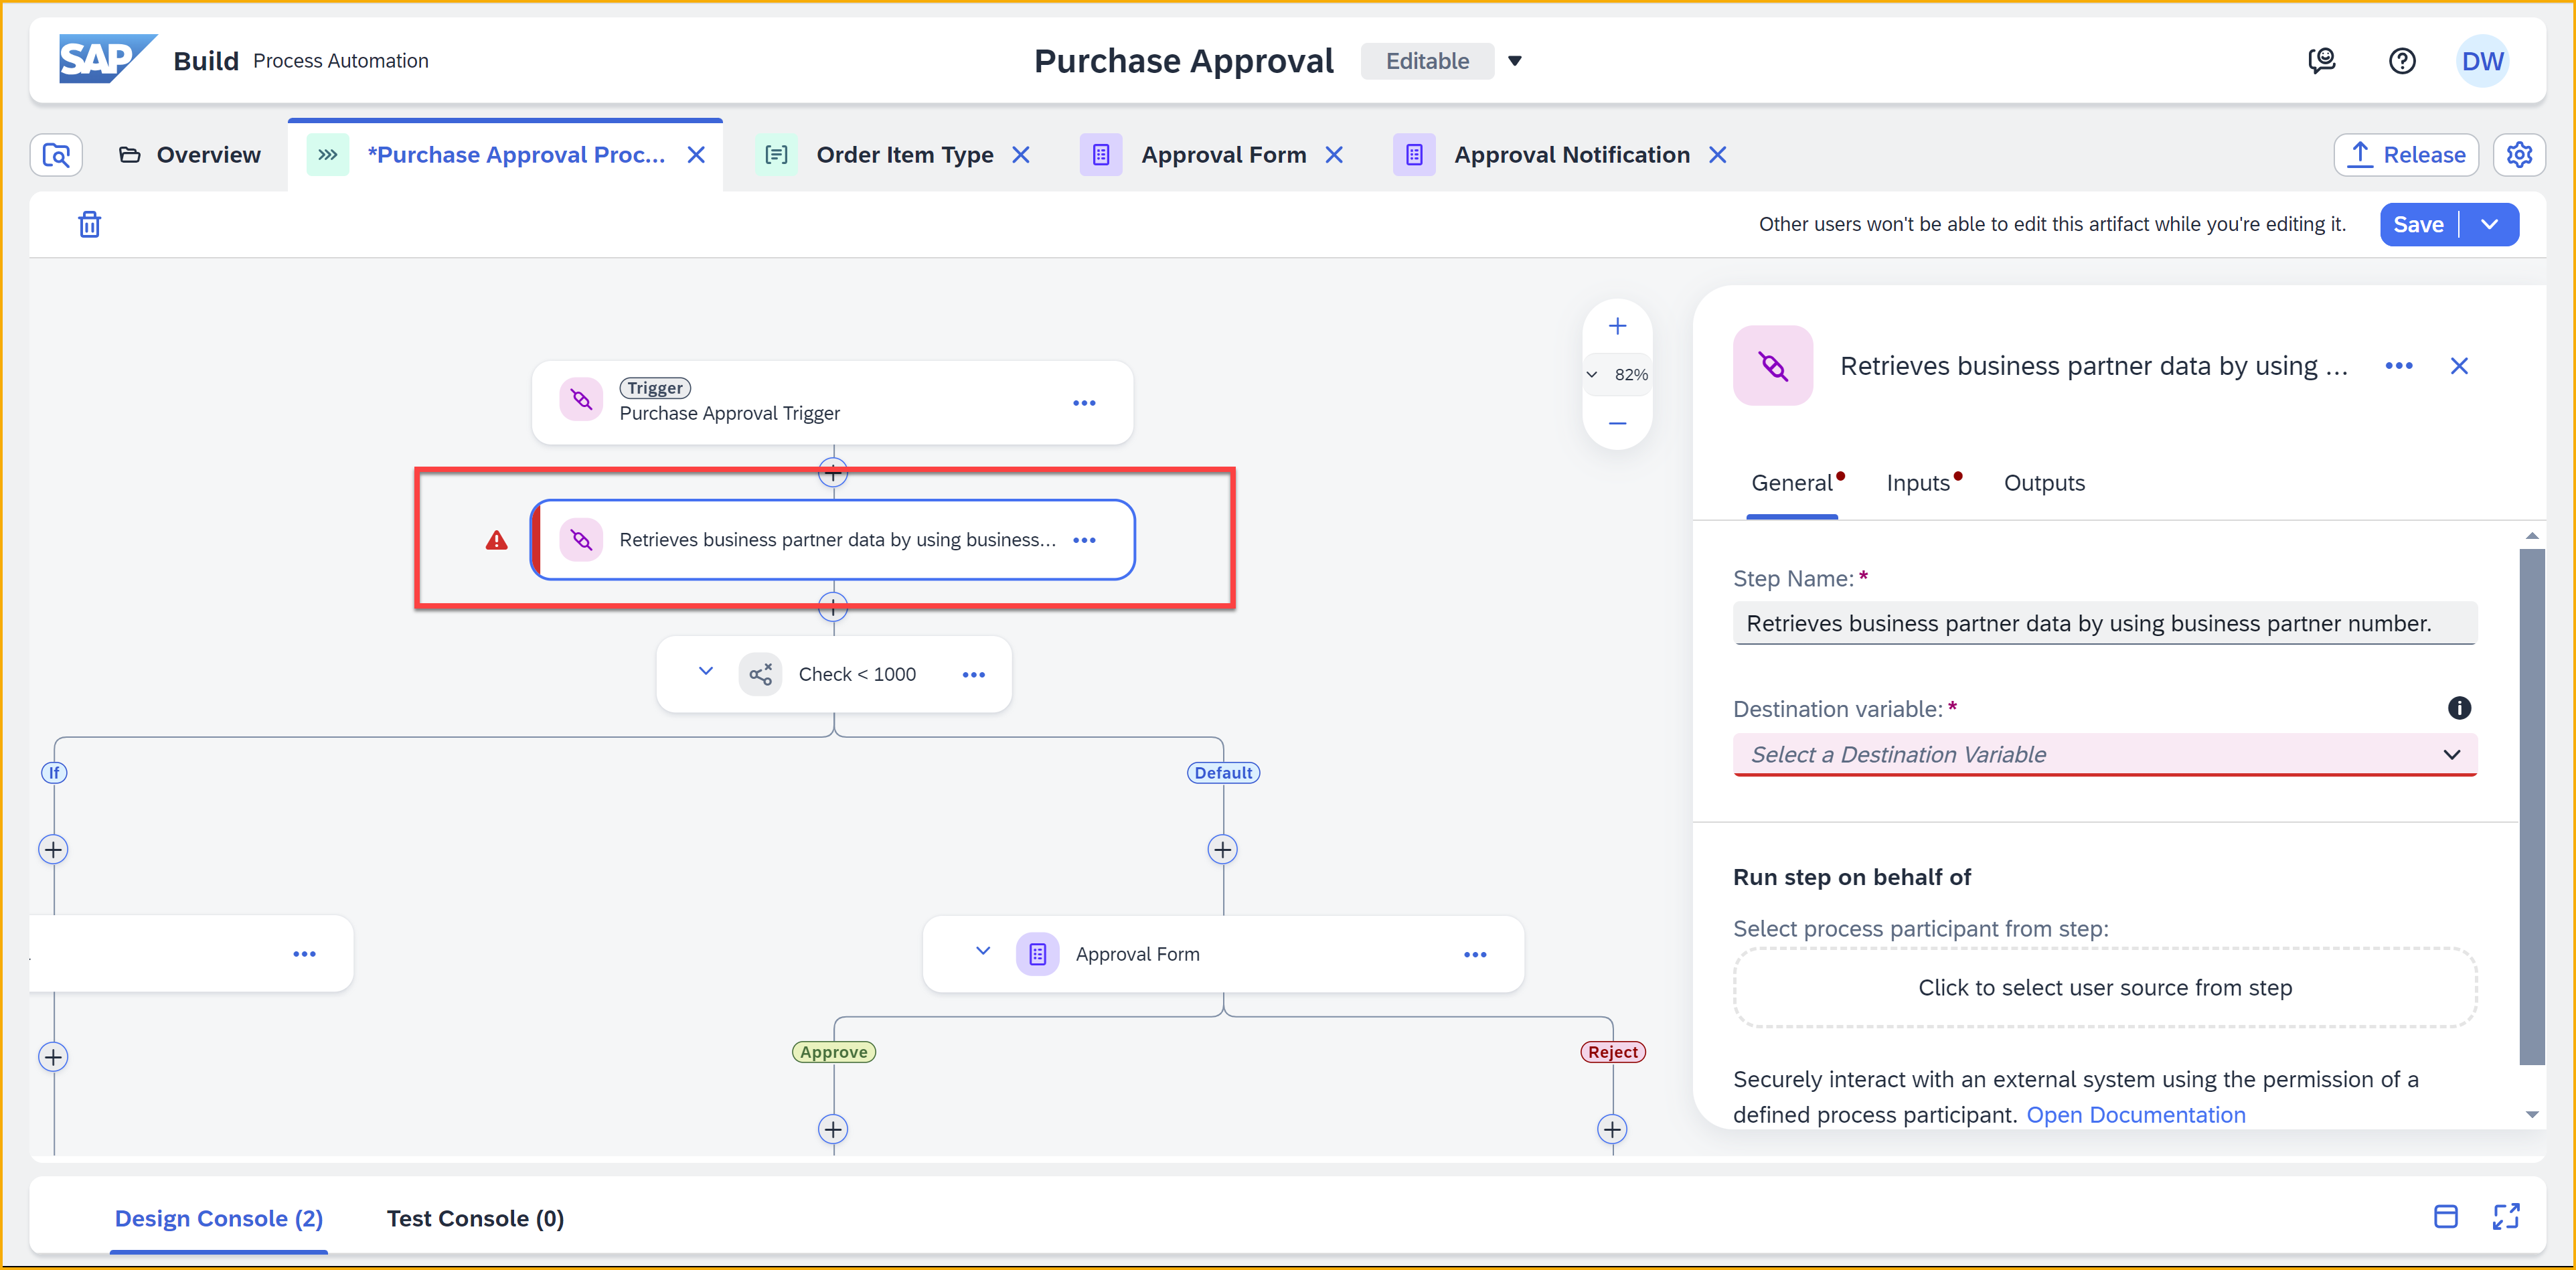 SAP Build Process Automation
Purchase Approval Editable
DW
Overview
*Purchase Approval Proc...
Order Item Type
Approval Form
Approval Notification
Release
Other users won't be able to edit this artifact while you're editing it.
Save
Trigger
Purchase Approval Trigger
Retrieves business partner data by using business...
Check < 1000
If
Default
Approval Form
Approve
Reject
82%
Retrieves business partner data by using ...
General
Inputs
Outputs
Step Name:*
Retrieves business partner data by using business partner number.
Destination variable:*
Select a Destination Variable
Run step on behalf of
Select process participant from step:
Click to select user source from step
Securely interact with an external system using the permission of a
defined process participant. Open Documentation
Design Console (2)
Test Console (0)